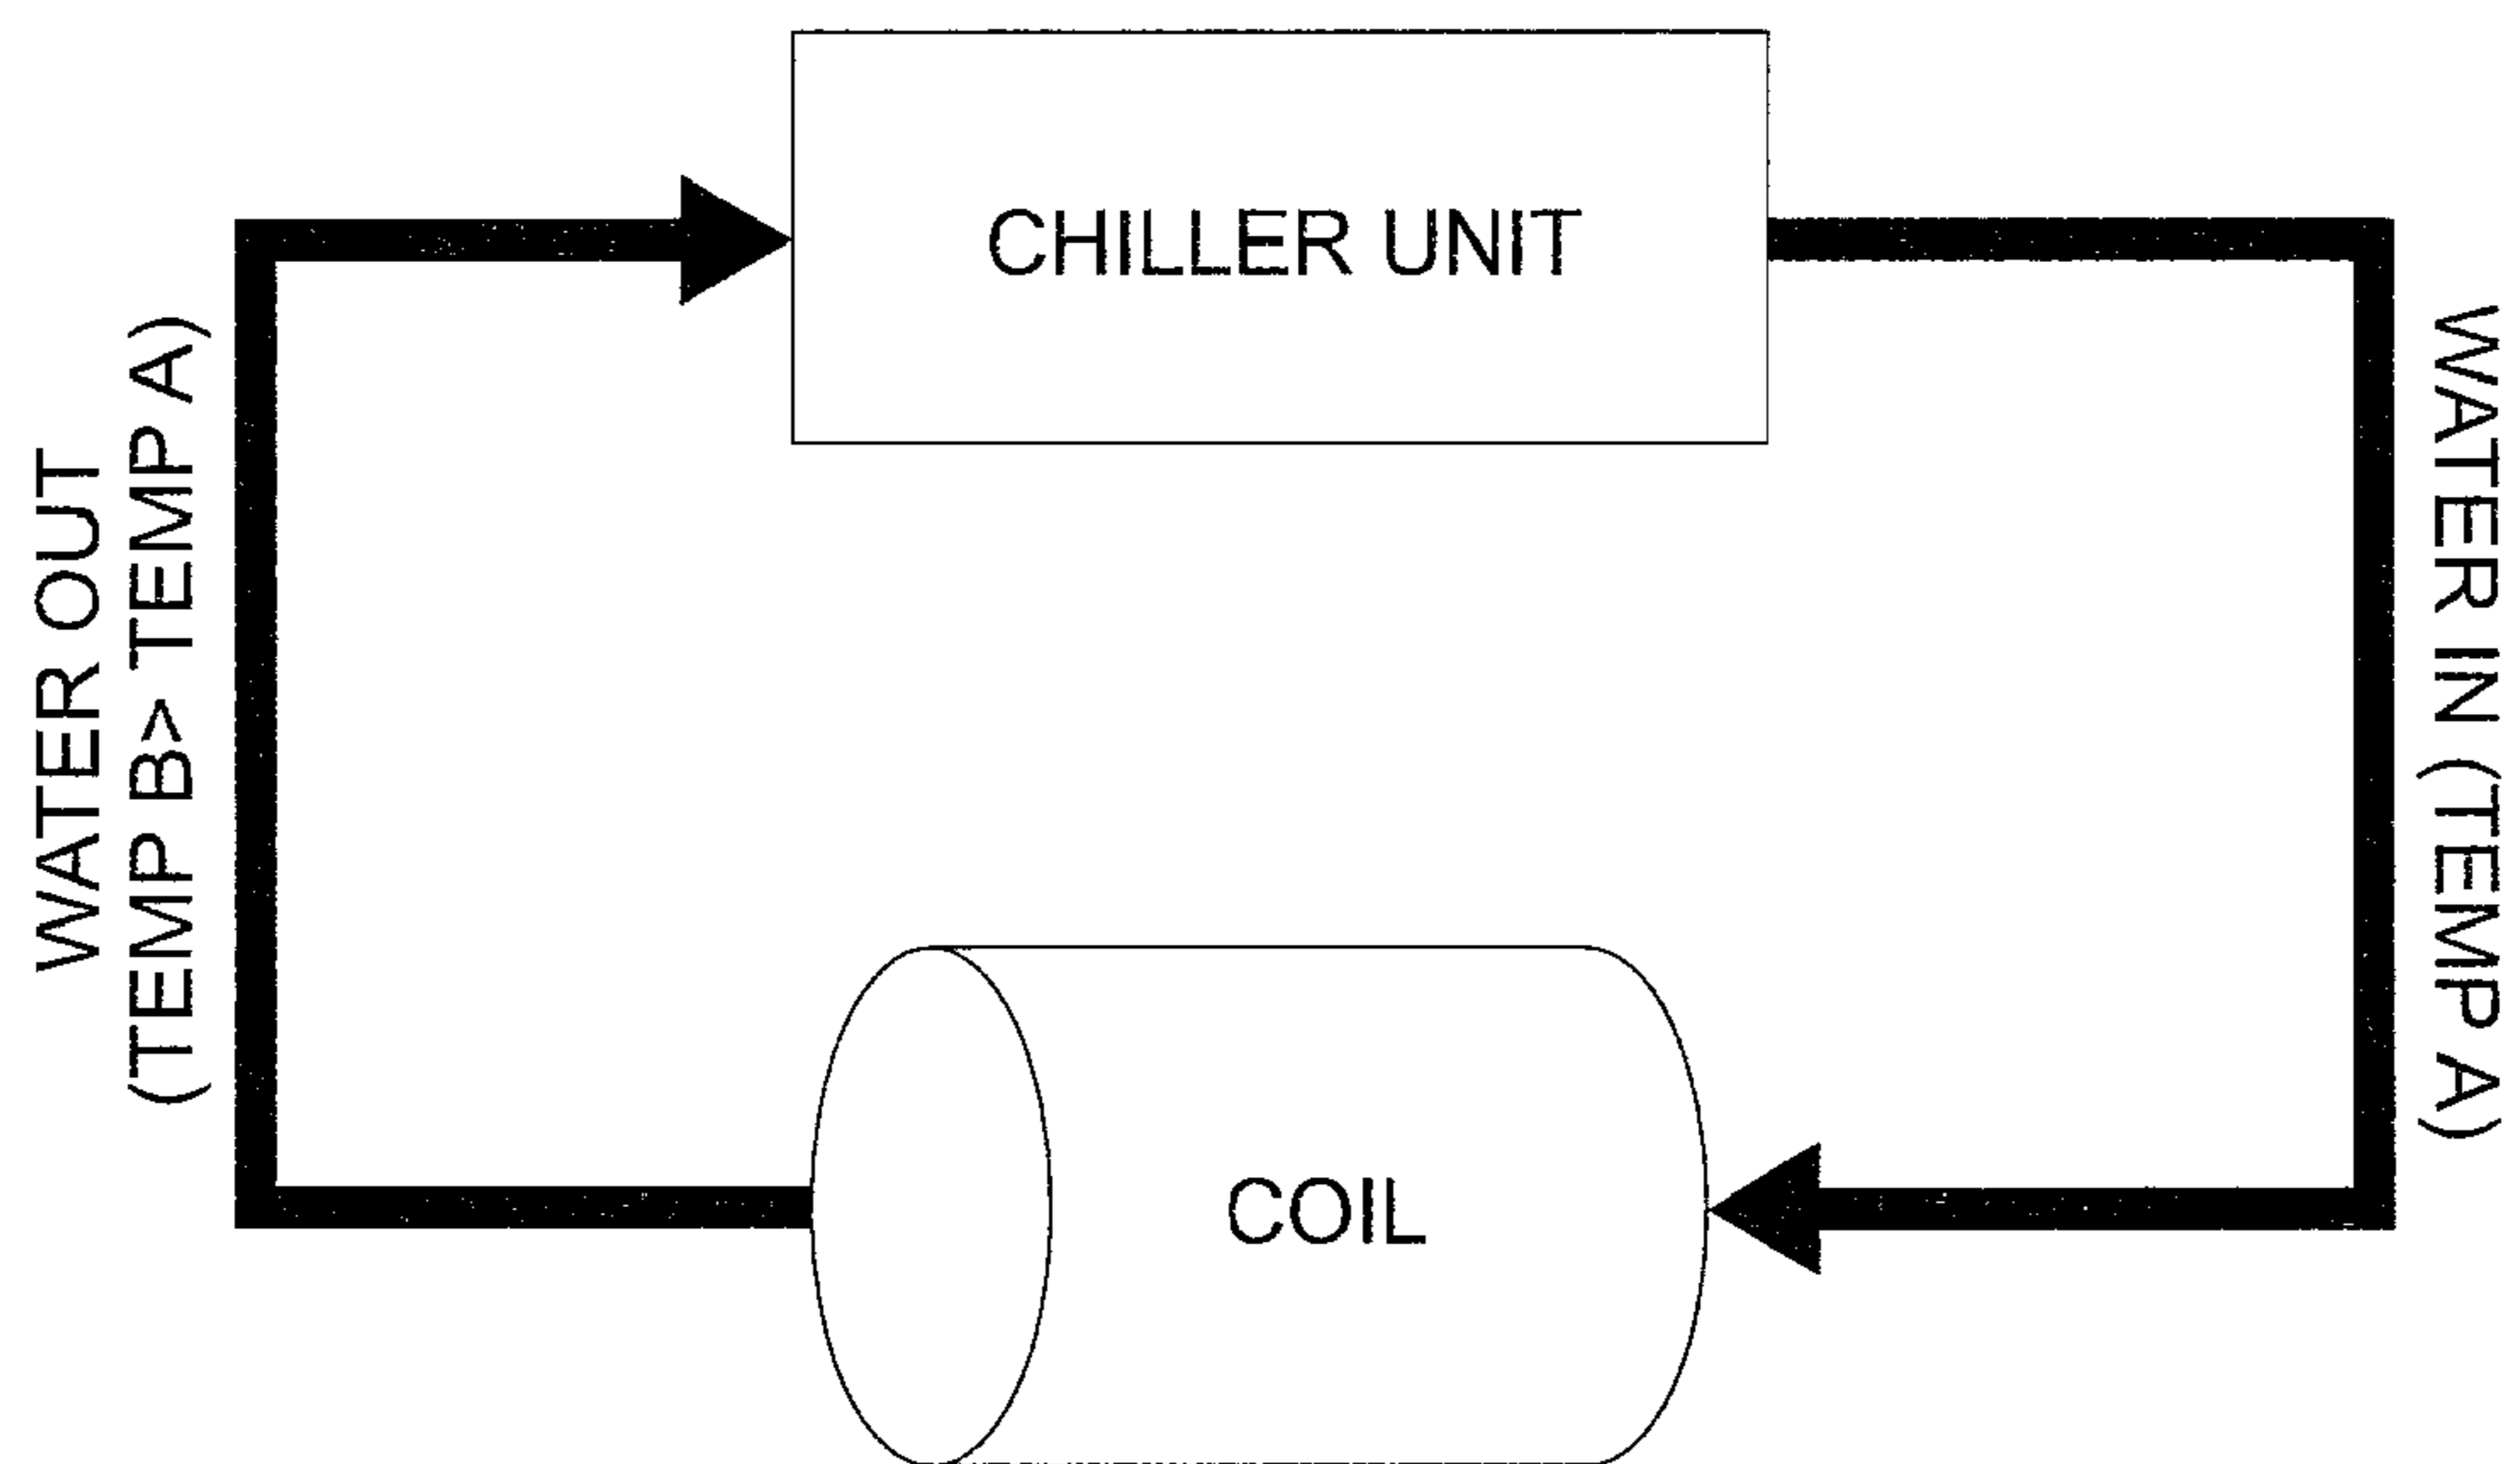 CHILLER UNIT
WATER OUT
(TEMP B> TEMP A)
WATER IN (TEMP A)
COIL